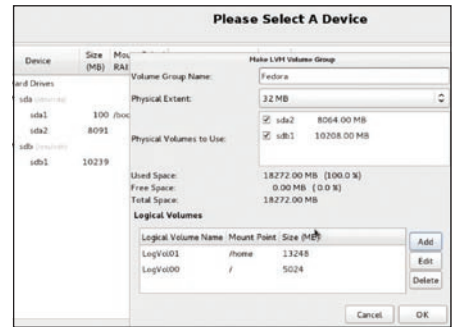 Please Select A Device
Device
Size (MB)
Make LVM Volume Group
ard Drives
sda
sda1 100 /boo
sda2 8091
sdb
sdb1 10239
Volume Group Name: Fedora
Physical Extent: 32 MB
Physical Volumes to Use:
sda2 8064.00 MB
sdb1 10208.00 MB
Used Space: 18272.00 MB (100.0 %)
Free Space: 0.00 MB (0.0 %)
Total Space: 18272.00 MB
Logical Volumes
Logical Volume Name Mount Point Size (MB)
LogVol01 /home 13248
LogVol00 / 5024
Add
Edit
Delete
Cancel
OK